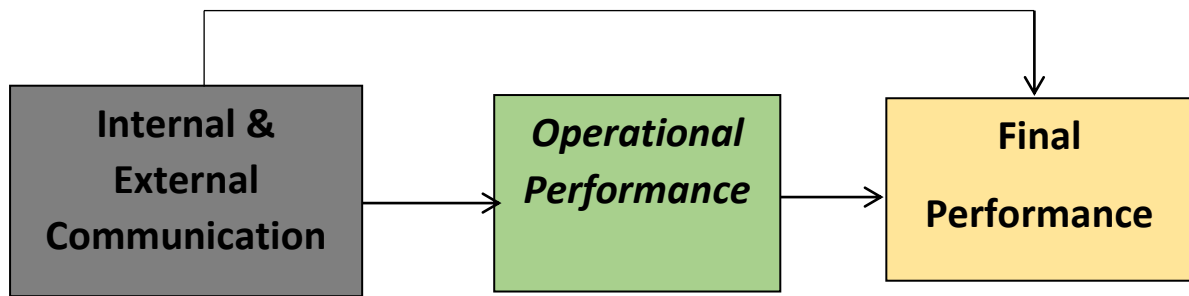 Internal &
External
Communication
Operational
Performance
Final
Performance